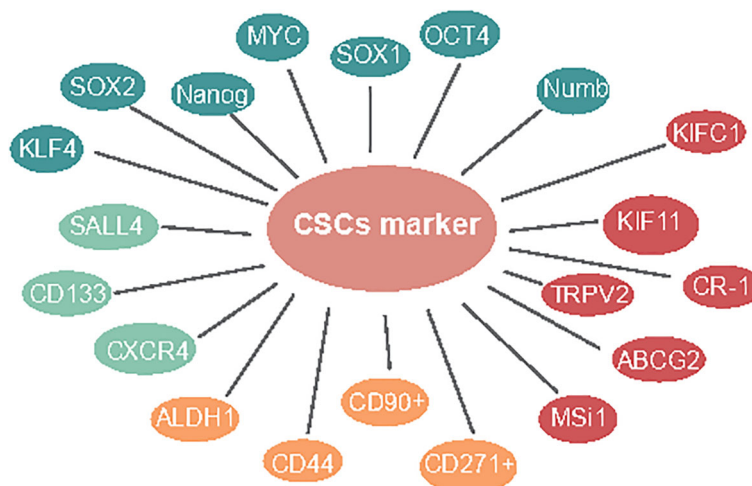 MYC
SOX1
OCT4
SOX2
Nanog
Numb
KLF4
KIFC1
SALL4
CSCs marker
KIF11
CD133
TRPV2
CR-1
CXCR4
ABCG2
ALDH1
CD90+
MSi1
CD44
CD271+